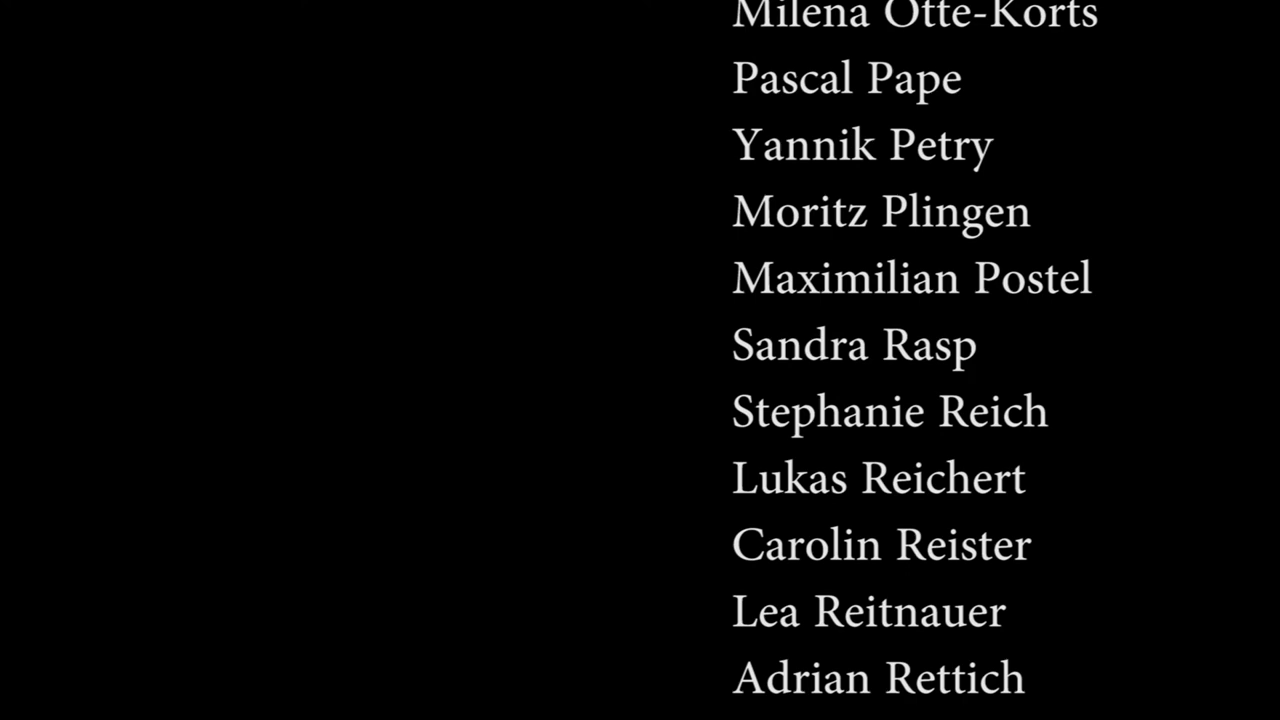 Milena Otte-Korts
Pascal Pape
Yannik Petry
Moritz Plingen
Maximilian Postel
Sandra Rasp
Stephanie Reich
Lukas Reichert
Carolin Reister
Lea Reitnauer
Adrian Rettich